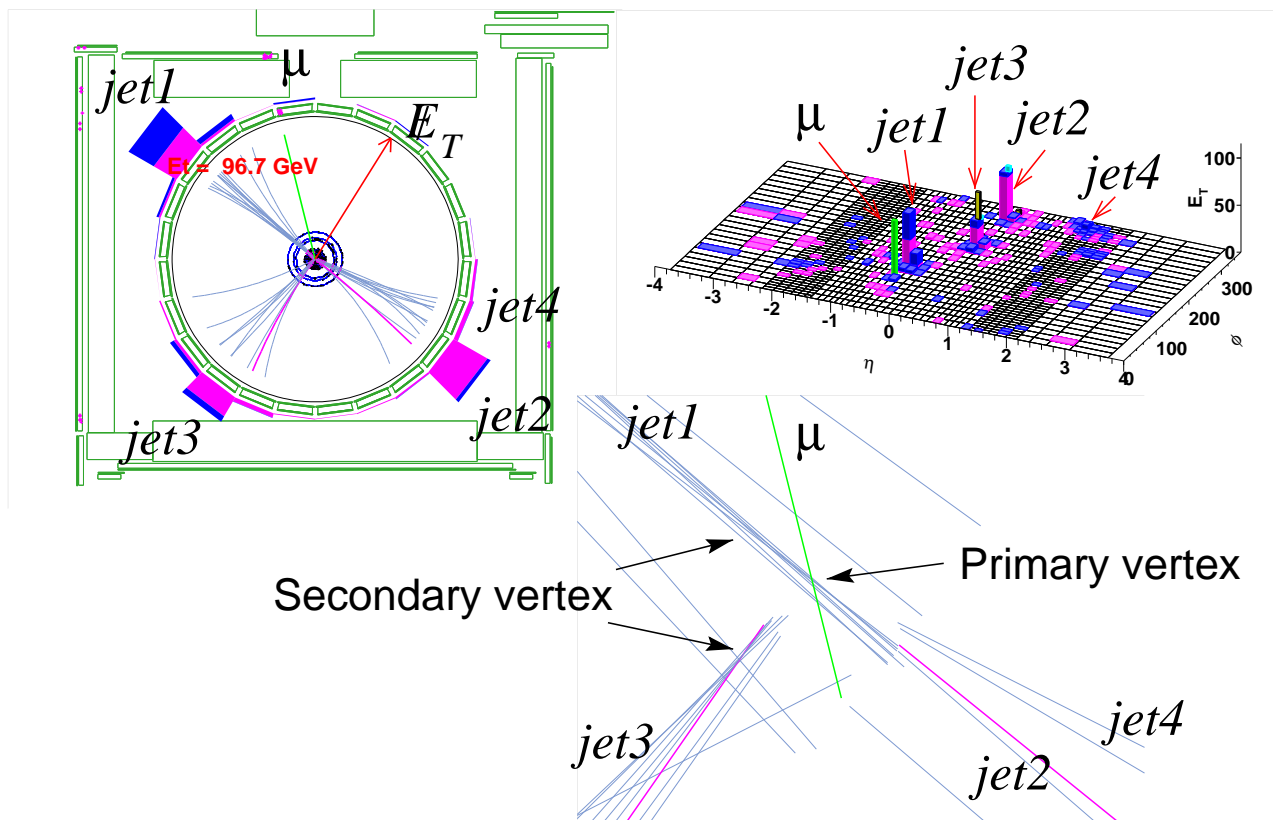 μ
jet1
E̸_T
Et = 96.7 GeV
jet4
jet2
jet3
jet3
μ
jet1
jet2
jet4
100
50
0
E_T
-4
-3
-2
-1
0
1
2
3
4
η
0
100
200
300
φ
jet1
μ
Primary vertex
Secondary vertex
jet3
jet4
jet2